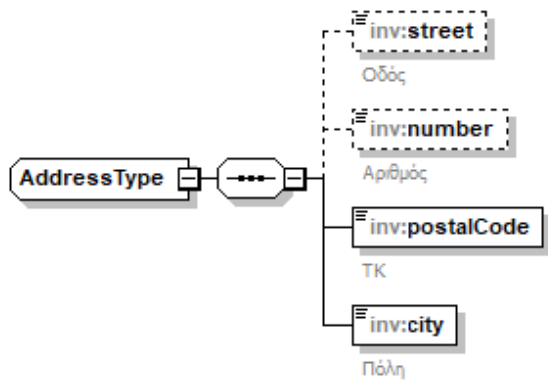 inv:street
Οδός
inv:number
Αριθμός
AddressType
inv:postalCode
ΤΚ
inv:city
Πόλη